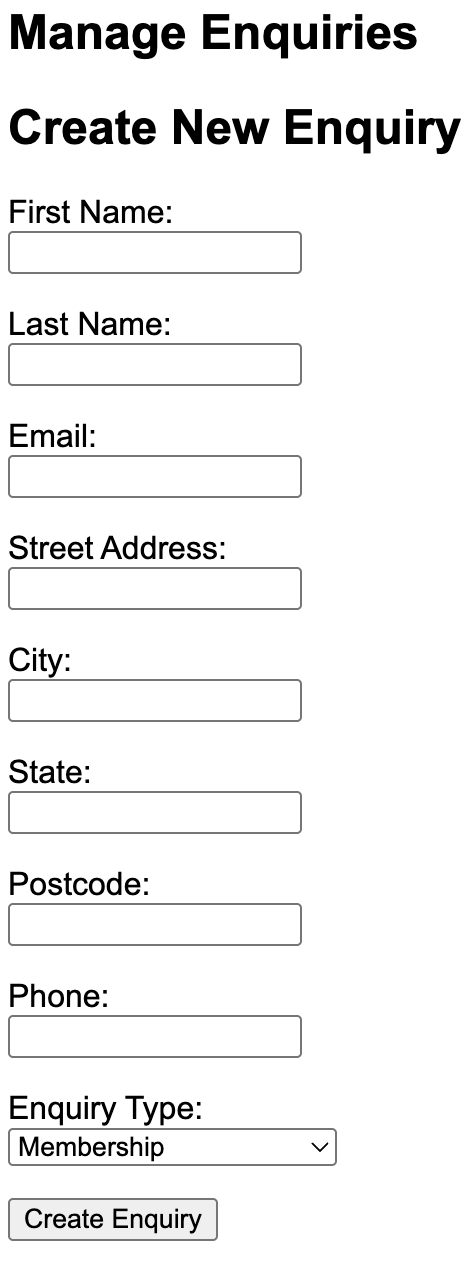 Manage Enquiries
Create New Enquiry
First Name:
Last Name:
Email:
Street Address:
City:
State:
Postcode:
Phone:
Enquiry Type:
Membership
Create Enquiry